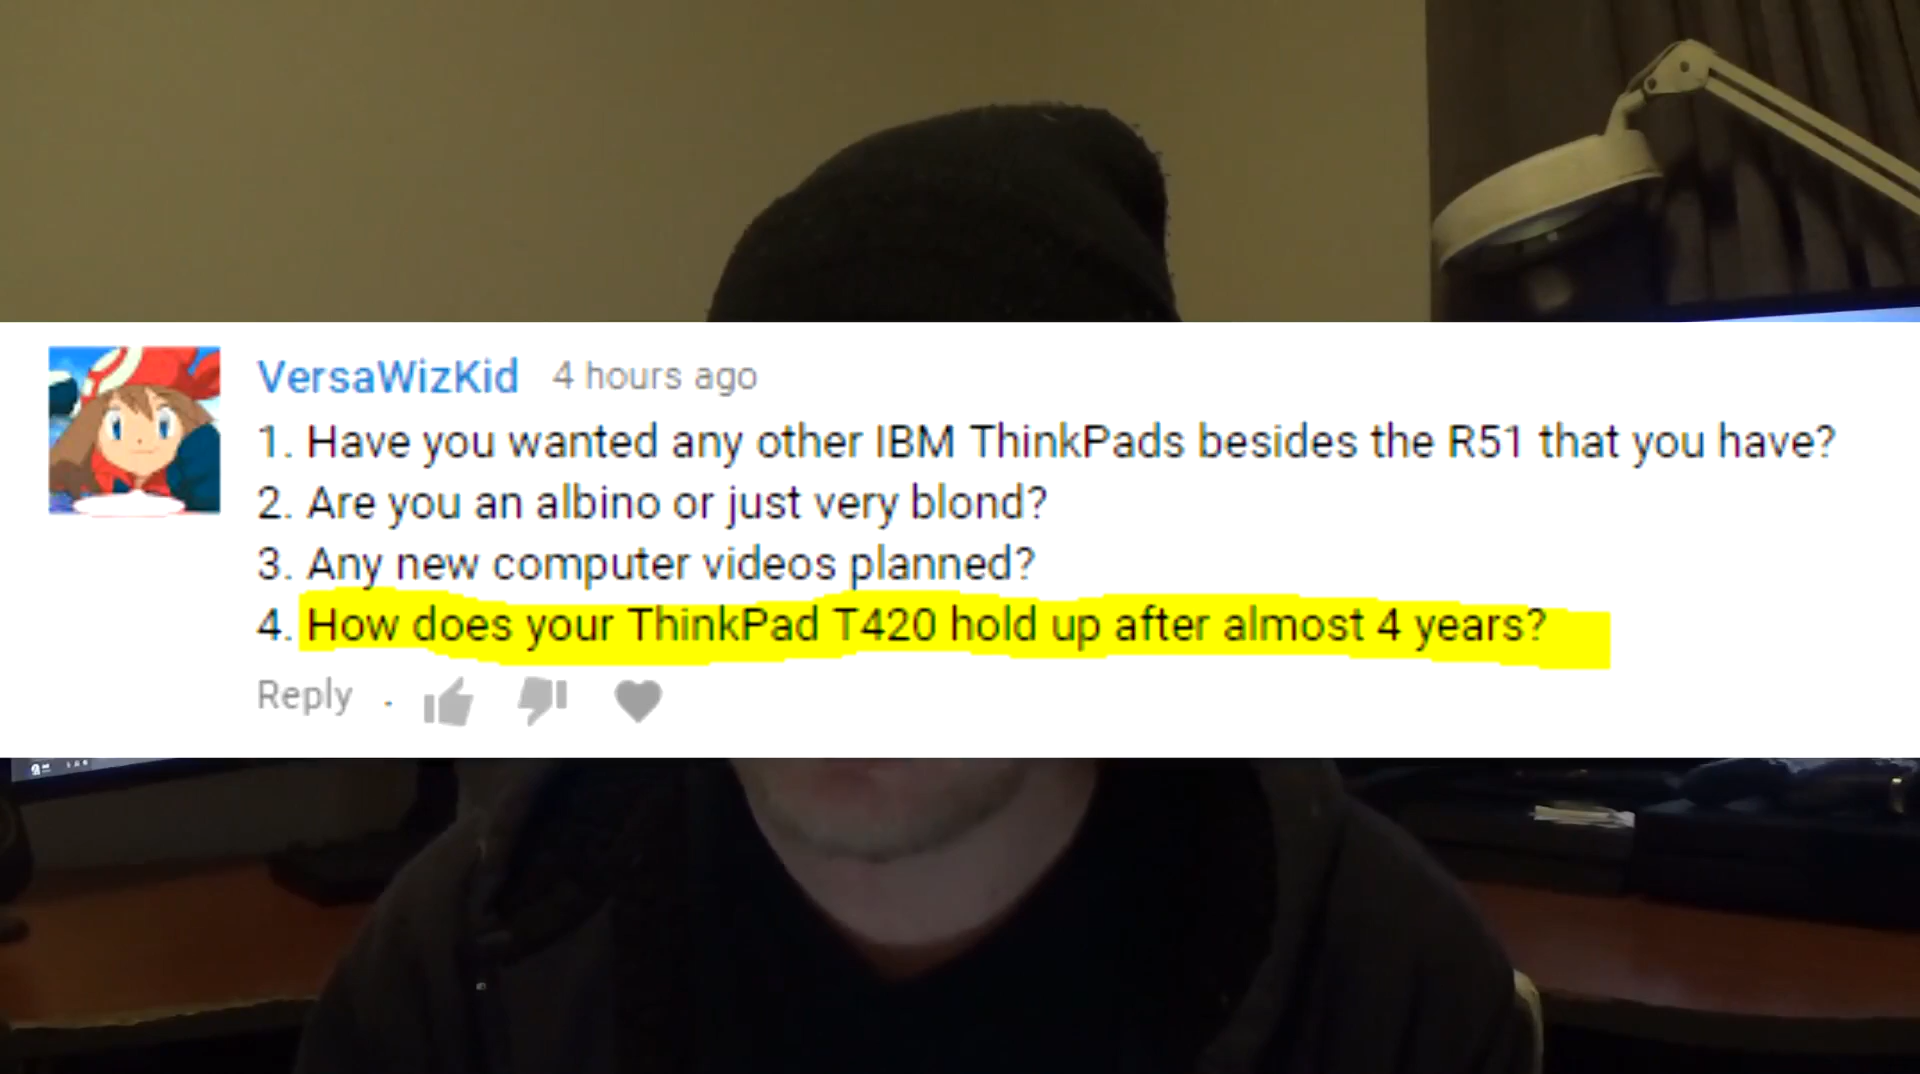 VersaWizKid 4 hours ago
1. Have you wanted any other IBM ThinkPads besides the R51 that you have?
2. Are you an albino or just very blond?
3. Any new computer videos planned?
4. How does your ThinkPad T420 hold up after almost 4 years?
Reply